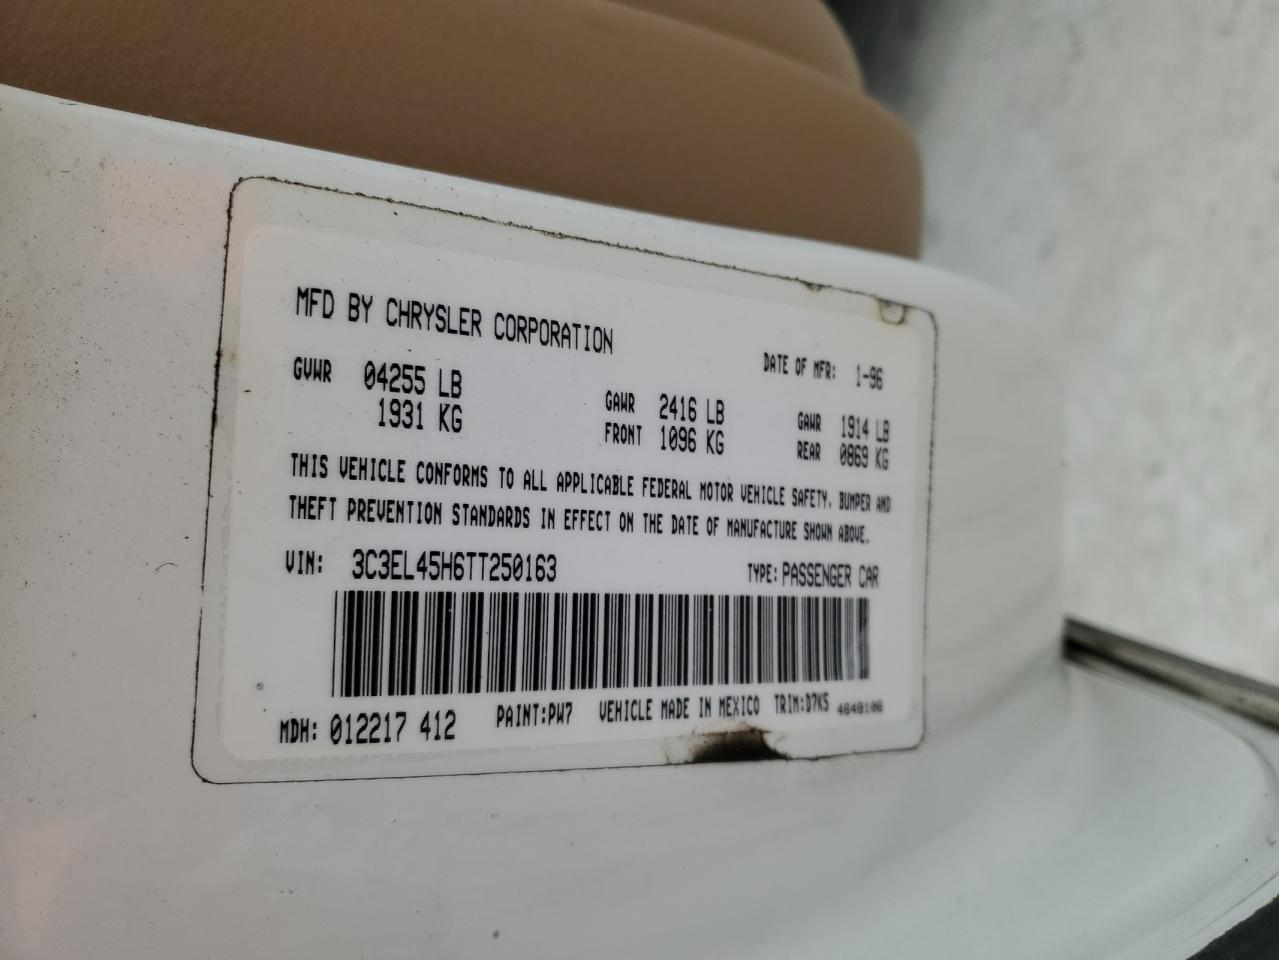 MFD BY CHRYSLER CORPORATION
DATE OF MFR: 1-96
GVWR 04255 LB
1931 KG
GAWR 2416 LB
FRONT 1096 KG
GAWR 1914 LB
REAR 0869 KG
THIS VEHICLE CONFORMS TO ALL APPLICABLE FEDERAL MOTOR VEHICLE SAFETY, BUMPER AND
THEFT PREVENTION STANDARDS IN EFFECT ON THE DATE OF MANUFACTURE SHOWN ABOVE.
VIN: 3C3EL45H6TT250163 TYPE: PASSENGER CAR
MDH: 012217 412 PAINT:PW7 VEHICLE MADE IN MEXICO TRIM:D7K5